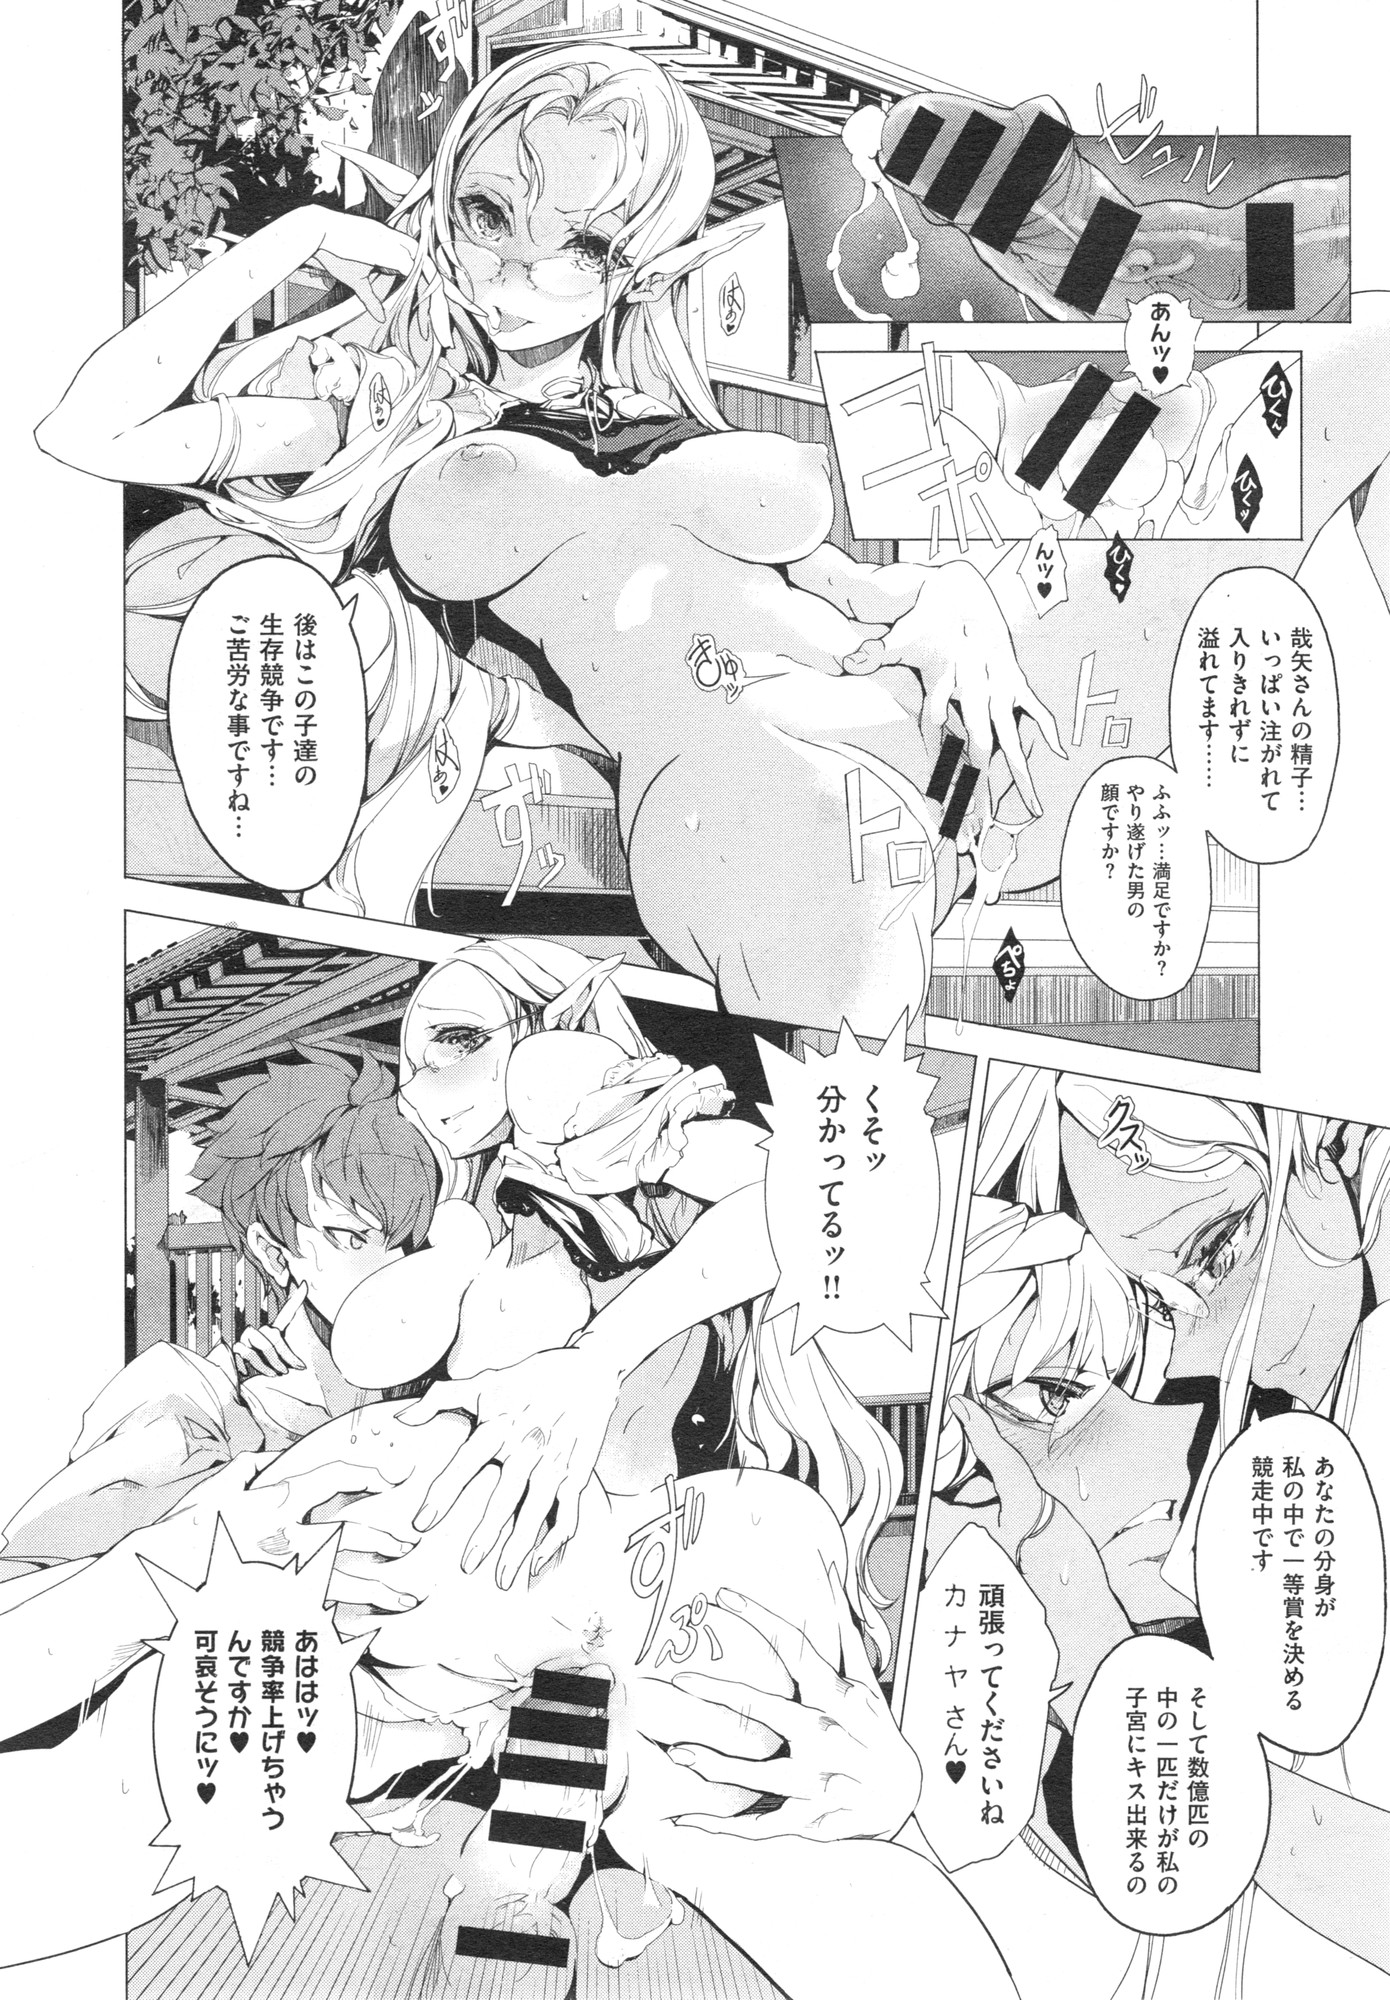 ビュル
ドゴポ
あんッ♥
ひくん
ひくッ
ひく♥
んッ♥
哉矢さんの精子…
いっぱい注がれて
入りきれずに
溢れてます……
ふふッ…満足ですか?
やり遂げた男の
顔ですか?
はぁ♥
はぁ♥
はぁ♥
きゅッ
トロ
トロ
ぺちょ
後はこの子達の
生存競争です…
ご苦労な事ですね…
クスッ
あなたの分身が
私の中で一等賞を決める
競走中です
そして数億匹の
中の一匹だけが私の
子宮にキス出来るの
頑張ってくださいね
カナヤさん♥
くそッ
分かってるッ!!
ずぷ
あははッ♥
競争率上げちゃう
んですか♥
可哀そうにッ♥